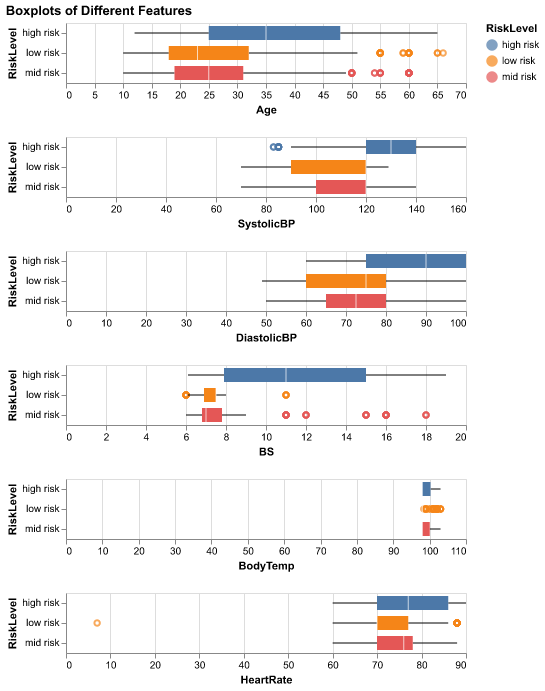 Boxplots of Different Features
RiskLevel
high risk
low risk
mid risk
RiskLevel
high risk
low risk
mid risk
0 5 10 15 20 25 30 35 40 45 50 55 60 65 70
Age
RiskLevel
high risk
low risk
mid risk
0 20 40 60 80 100 120 140 160
SystolicBP
RiskLevel
high risk
low risk
mid risk
0 10 20 30 40 50 60 70 80 90 100
DiastolicBP
RiskLevel
high risk
low risk
mid risk
0 2 4 6 8 10 12 14 16 18 20
BS
RiskLevel
high risk
low risk
mid risk
0 10 20 30 40 50 60 70 80 90 100 110
BodyTemp
RiskLevel
high risk
low risk
mid risk
0 10 20 30 40 50 60 70 80 90
HeartRate